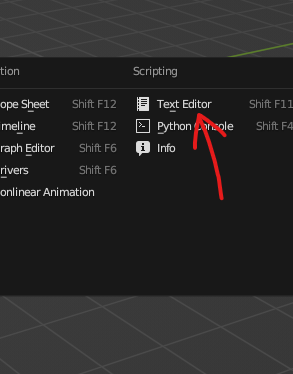 tion
ope Sheet Shift F12
meline Shift F12
raph Editor Shift F6
rivers Shift F6
onlinear Animation
Scripting
Text Editor Shift F11
Python Console Shift F4
Info